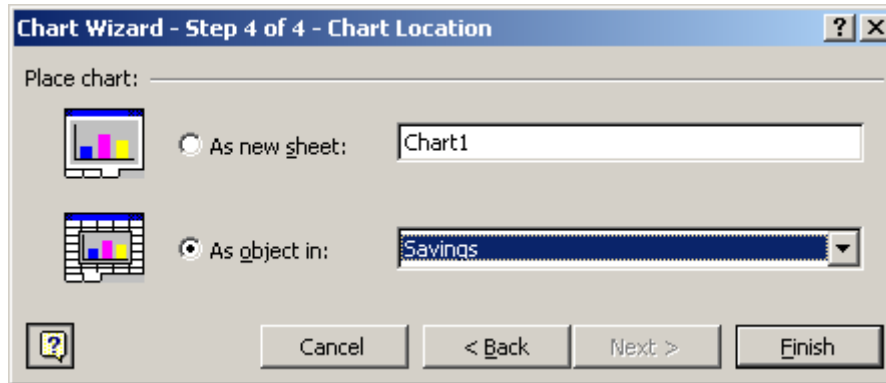 Chart Wizard - Step 4 of 4 - Chart Location
Place chart:
As new sheet: Chart1
As object in: Savings
Cancel < Back Next > Finish